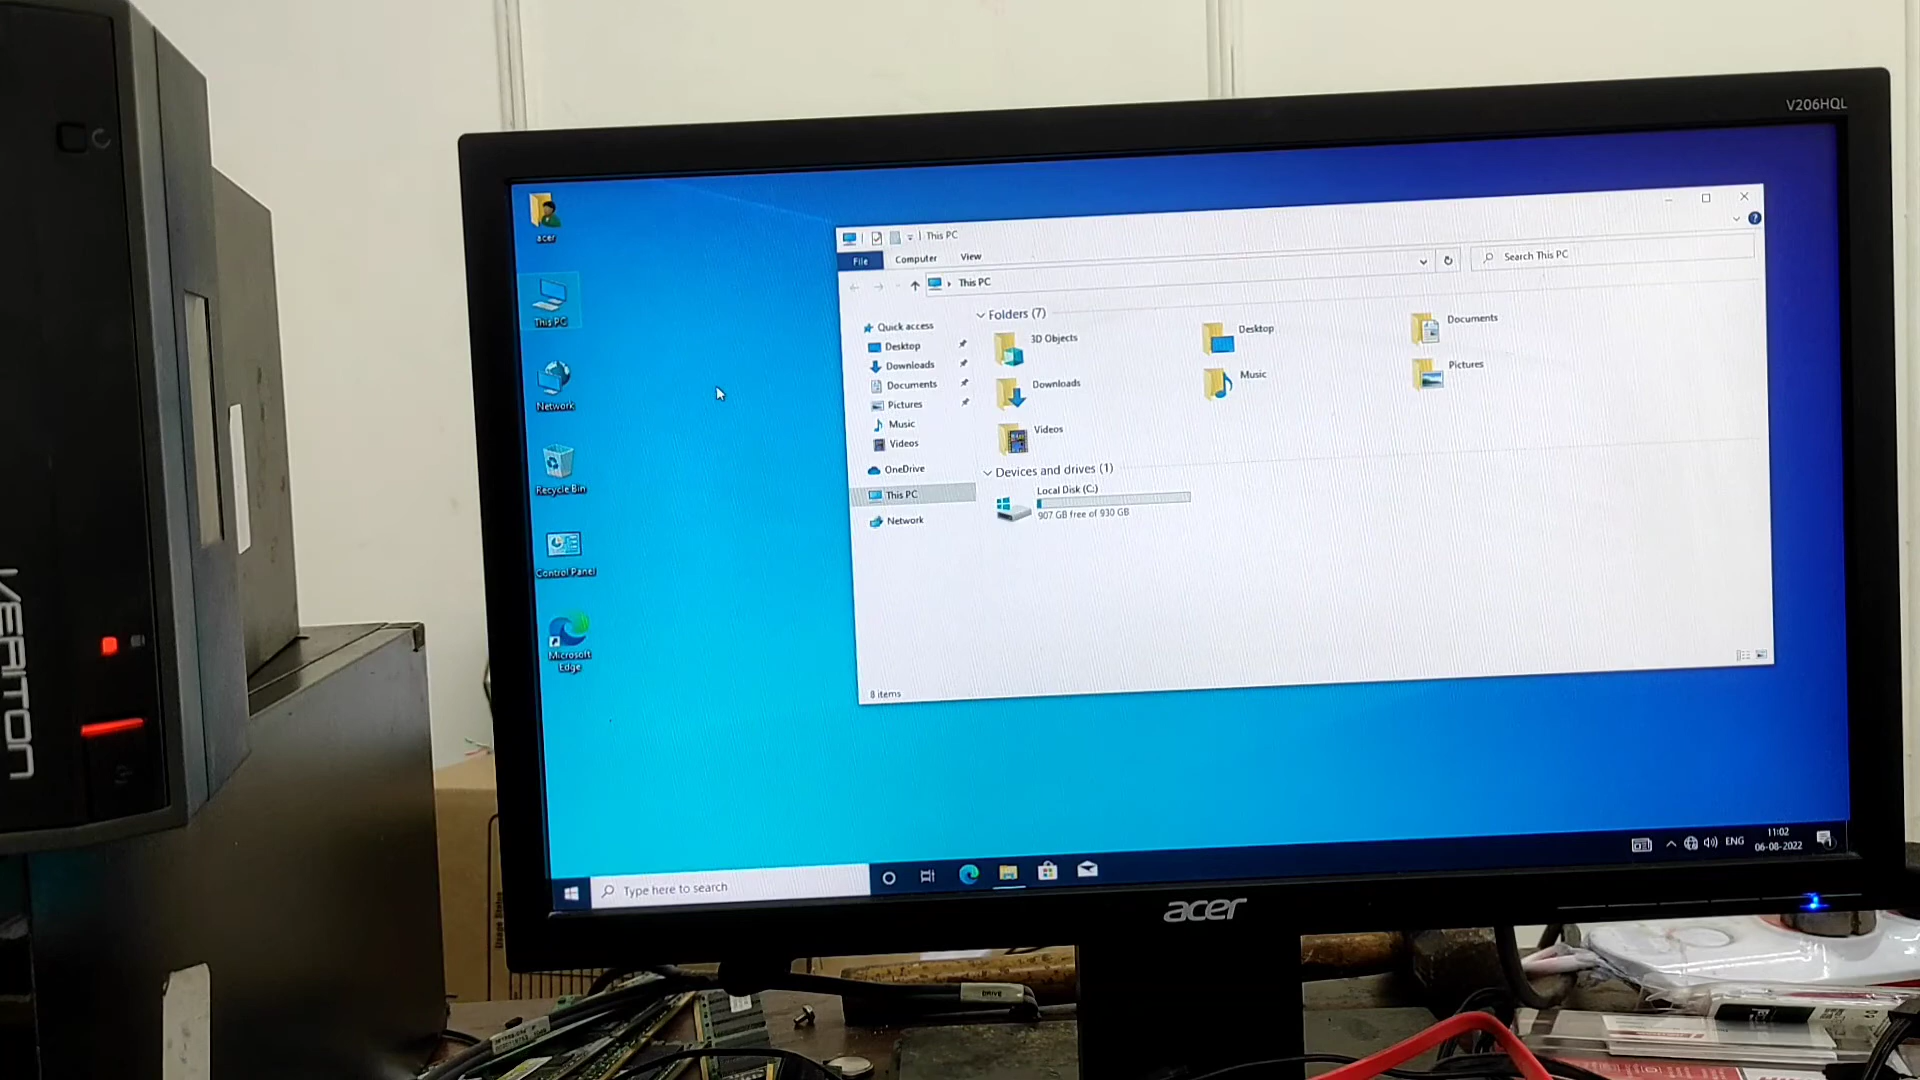 V206HQL
acer
This PC
Network
Recycle Bin
Control Panel
Microsoft
Edge
This PC
File
Computer
View
This PC
Search This PC
Quick access
Desktop
Downloads
Documents
Pictures
Music
Videos
OneDrive
This PC
Network
Folders (7)
3D Objects
Desktop
Documents
Downloads
Music
Pictures
Videos
Devices and drives (1)
Local Disk (C:)
907 GB free of 930 GB
8 items
Type here to search
ENG
11:02
06-08-2022
acer
VERITON
DRIVE